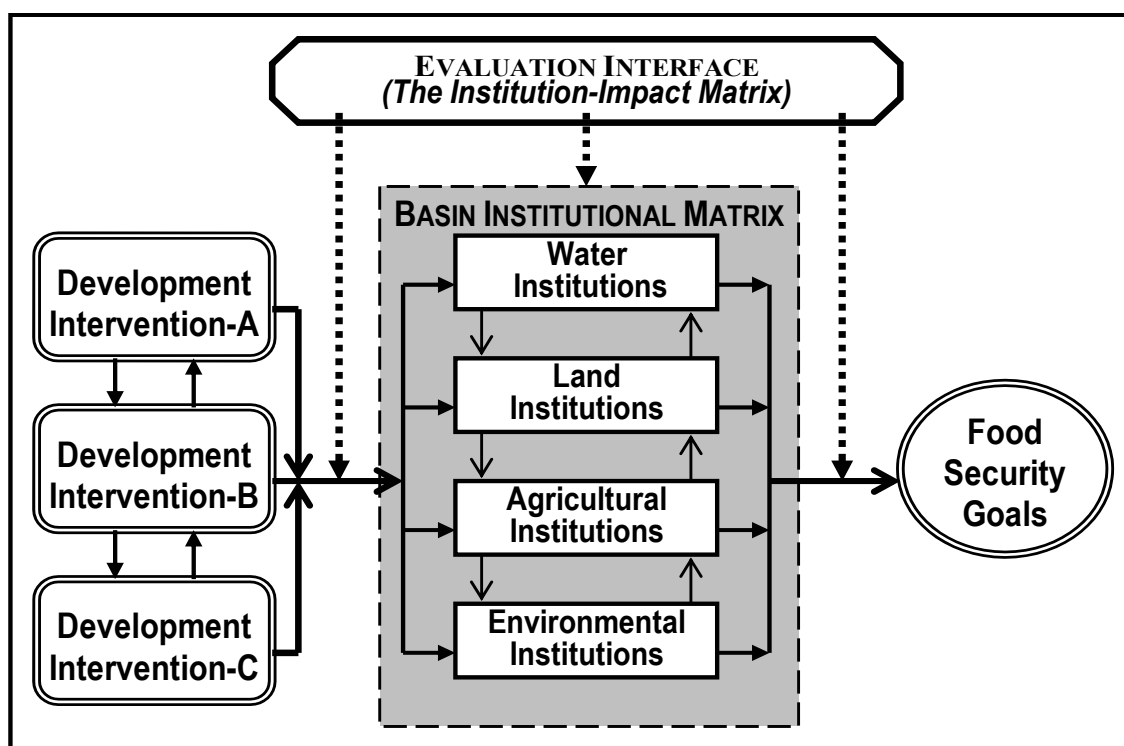 EVALUATION INTERFACE
(The Institution-Impact Matrix)
BASIN INSTITUTIONAL MATRIX
Development
Intervention-A
Development
Intervention-B
Development
Intervention-C
Water
Institutions
Land
Institutions
Agricultural
Institutions
Environmental
Institutions
Food
Security
Goals